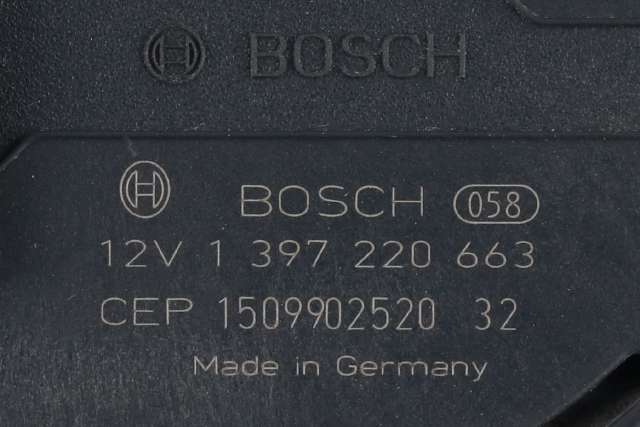 BOSCH
BOSCH 058
12V 1 397 220 663
CEP 1509902520 32
Made in Germany